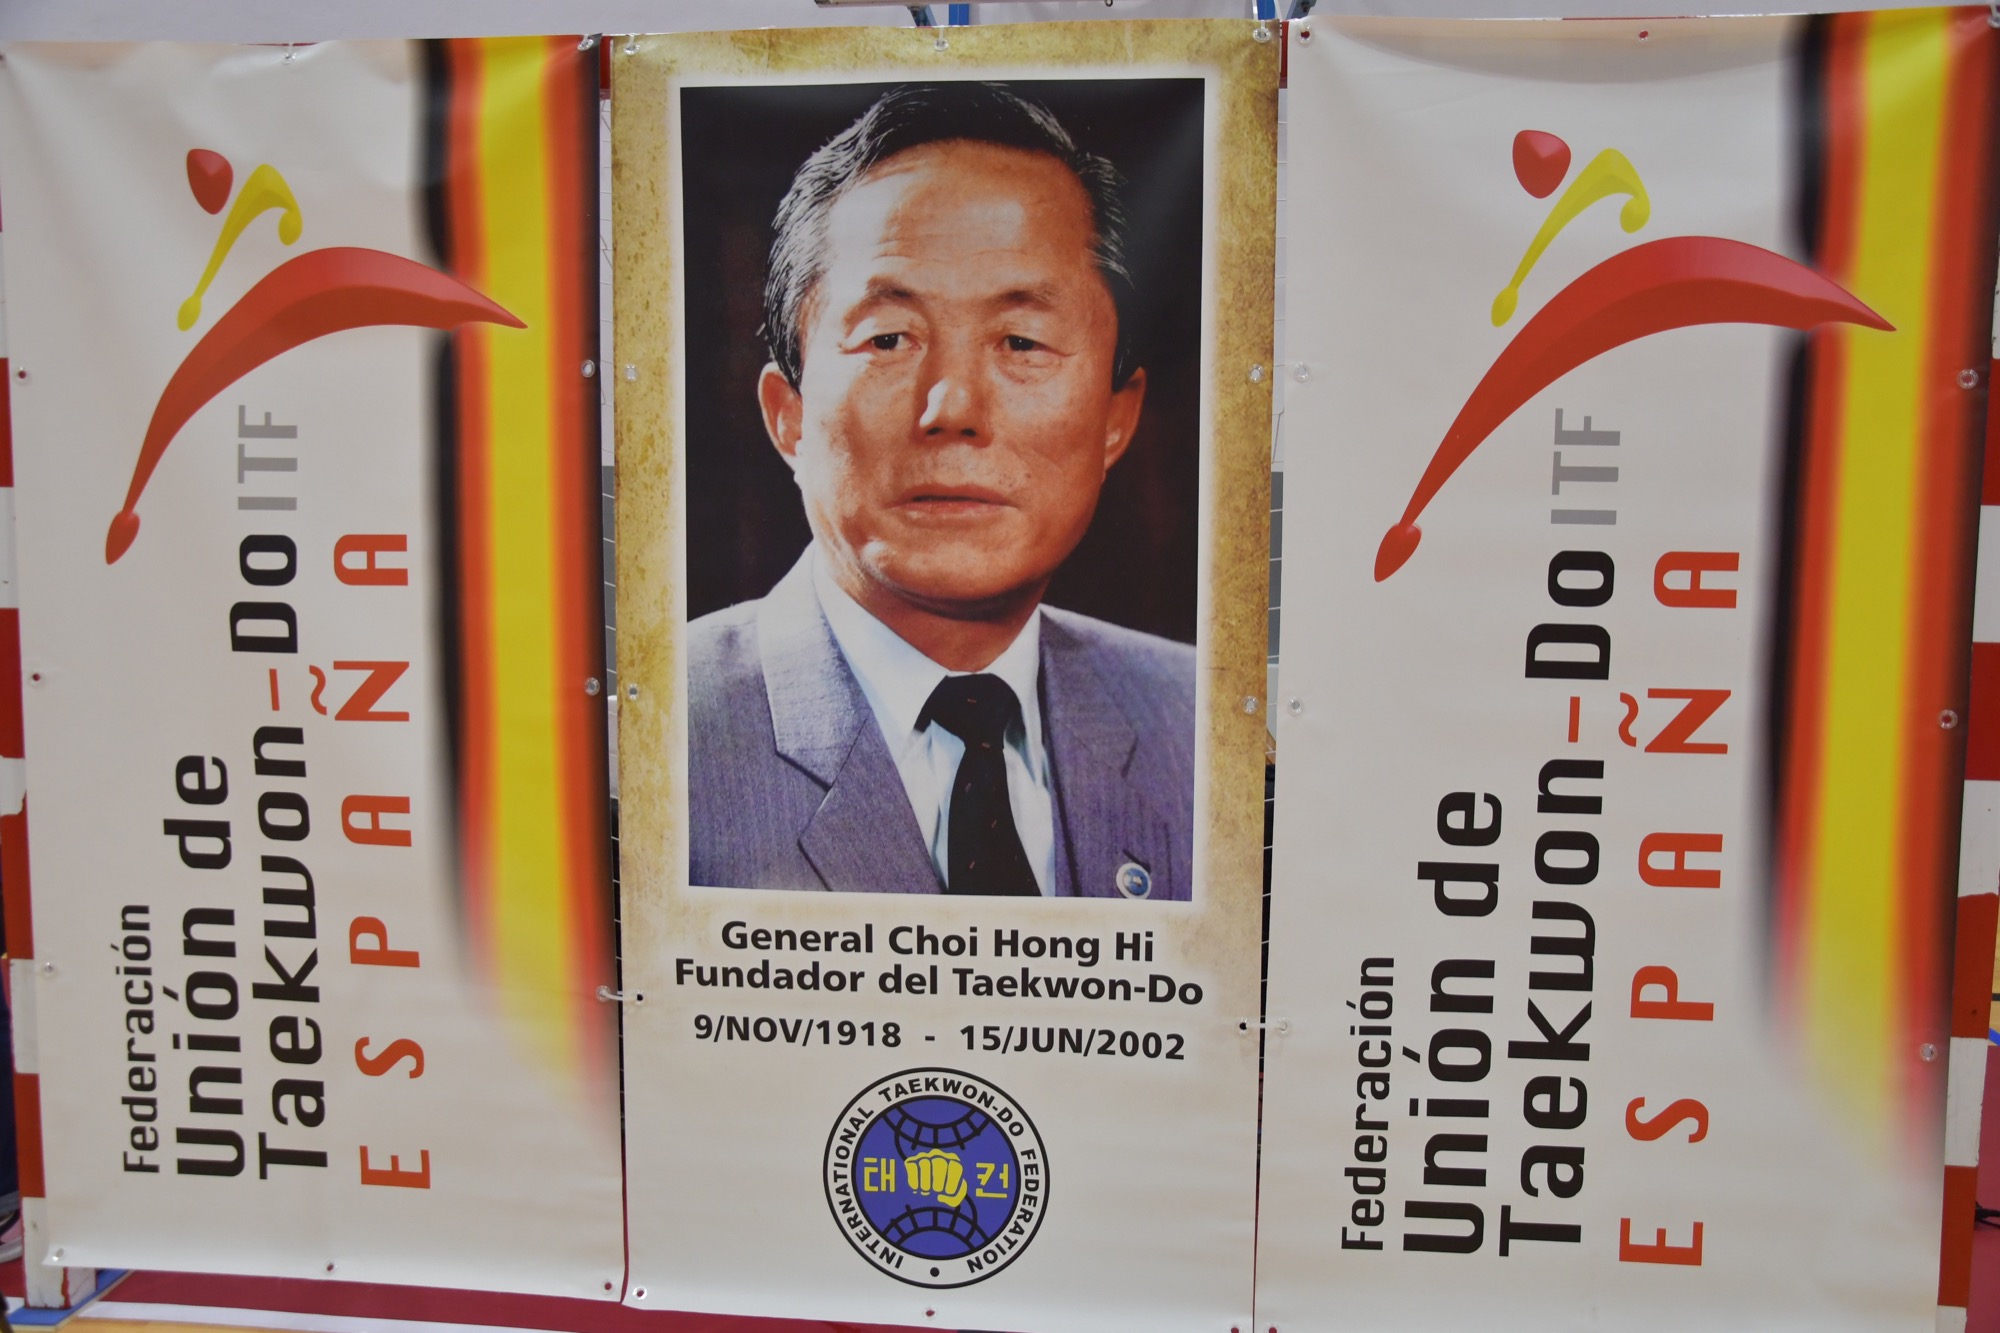 Federación
Unión de
Taekwon-Do ITF
ESPAÑA
General Choi Hong Hi
Fundador del Taekwon-Do
9/NOV/1918 - 15/JUN/2002
INTERNATIONAL TAEKWON-DO FEDERATION
태 권
Federación
Unión de
Taekwon-Do ITF
ESPAÑA